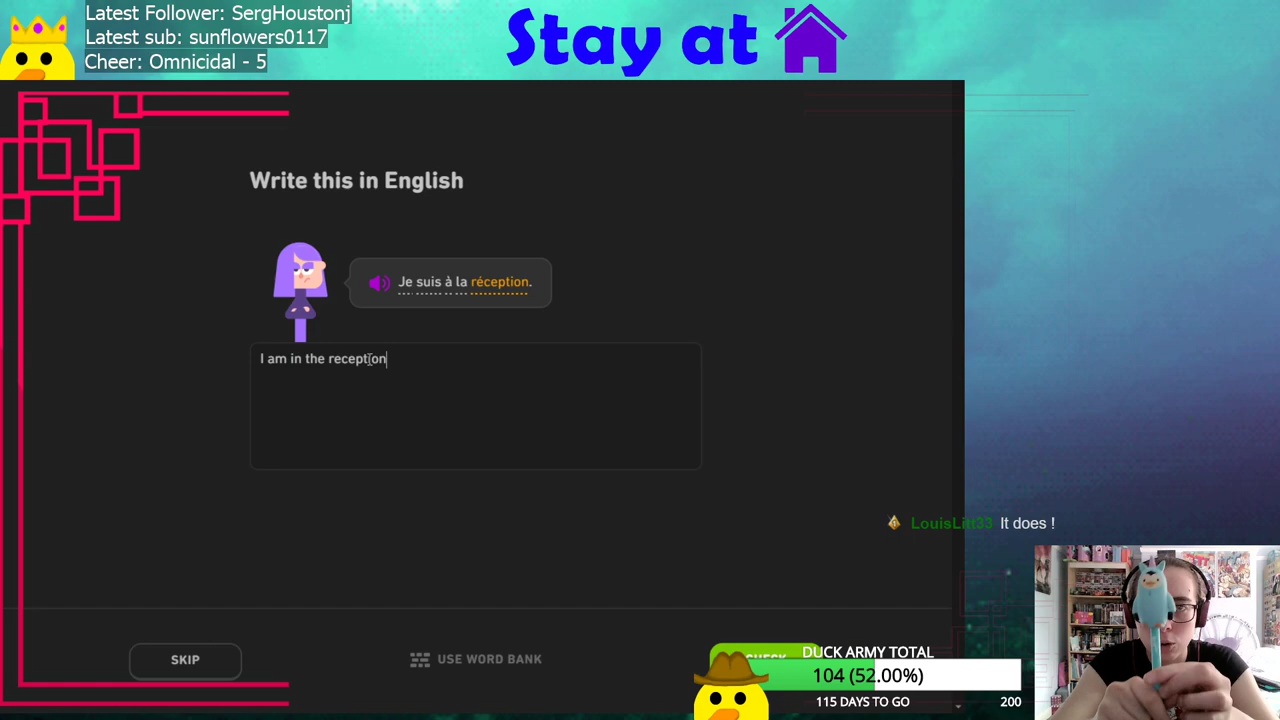 Latest Follower: SergHoustonj
Latest sub: sunflowers0117
Cheer: Omnicidal - 5
Stay at
Write this in English
Je suis à la réception.
I am in the reception
LouisLitt33 It does !
SKIP
USE WORD BANK
CHECK
DUCK ARMY TOTAL
104 (52.00%)
115 DAYS TO GO
200